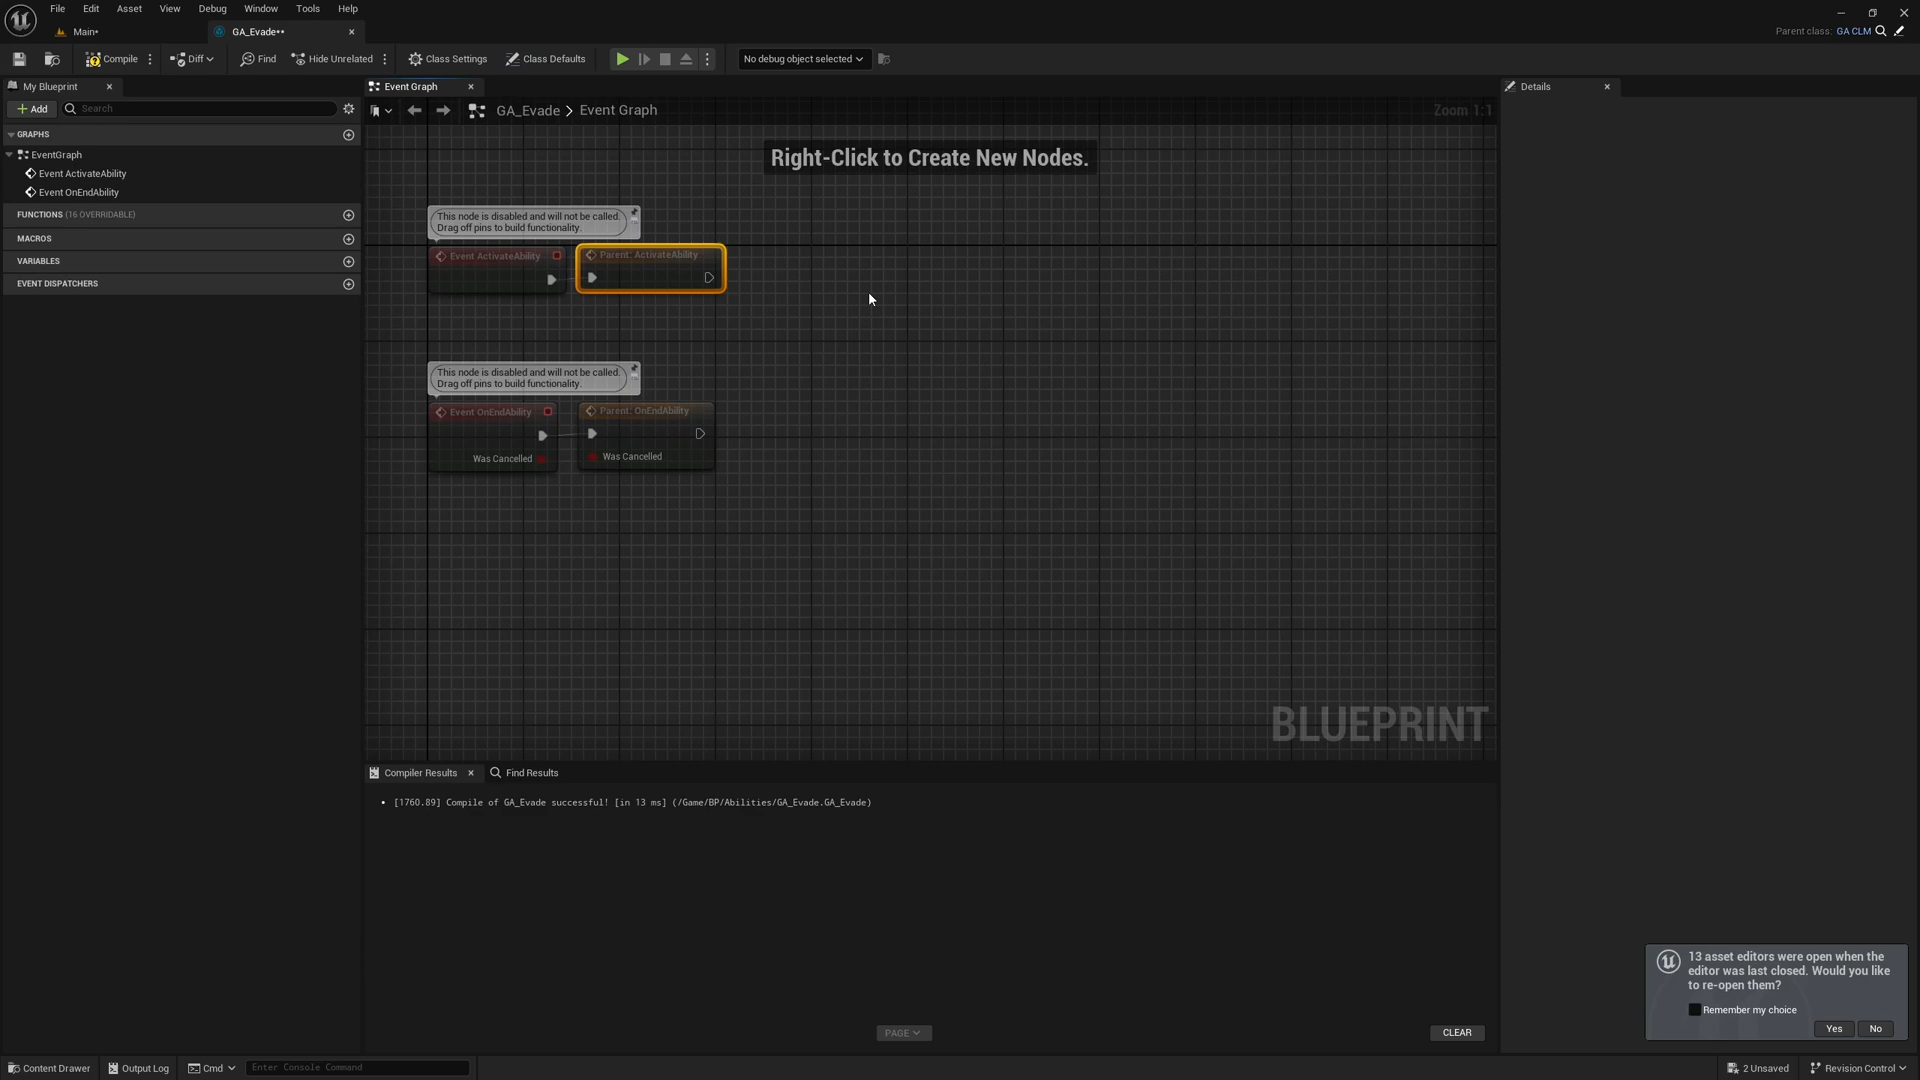 File Edit Asset View Debug Window Tools Help
Main•
GA_Evade••
Parent class: GA CLM
Compile
Diff
Find
Hide Unrelated
Class Settings
Class Defaults
No debug object selected
My Blueprint
Event Graph
Details
Add
Search
GA_Evade > Event Graph
Zoom 1:1
GRAPHS
EventGraph
Event ActivateAbility
Event OnEndAbility
FUNCTIONS (16 OVERRIDABLE)
MACROS
VARIABLES
EVENT DISPATCHERS
Right-Click to Create New Nodes.
This node is disabled and will not be called.
Drag off pins to build functionality.
Event ActivateAbility
Parent: ActivateAbility
This node is disabled and will not be called.
Drag off pins to build functionality.
Event OnEndAbility
Parent: OnEndAbility
Was Cancelled
Was Cancelled
BLUEPRINT
Compiler Results
Find Results
• [1760.89] Compile of GA_Evade successful! [in 13 ms] (/Game/BP/Abilities/GA_Evade.GA_Evade)
PAGE
CLEAR
13 asset editors were open when the
editor was last closed. Would you like
to re-open them?
Remember my choice
Yes
No
Content Drawer
Output Log
Cmd
Enter Console Command
2 Unsaved
Revision Control